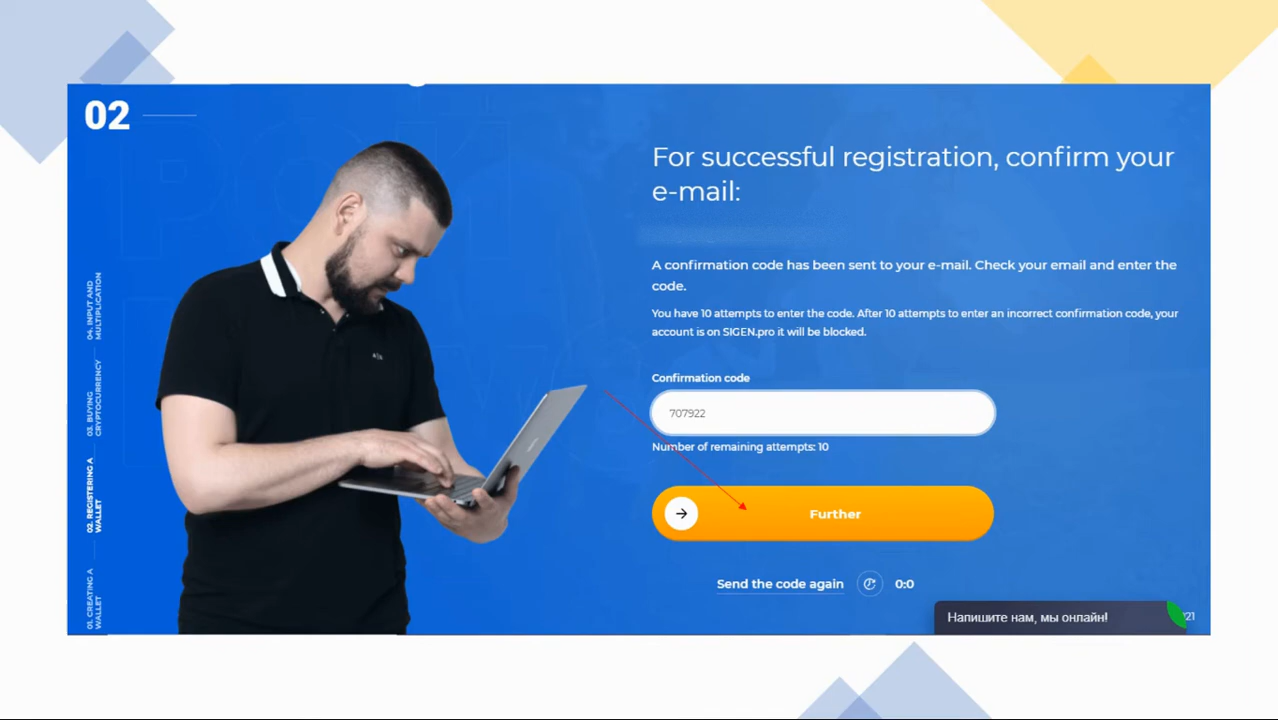 02
For successful registration, confirm your
e-mail:
A confirmation code has been sent to your e-mail. Check your email and enter the
code.
You have 10 attempts to enter the code. After 10 attempts to enter an incorrect confirmation code, your
account is on SIGEN.pro it will be blocked.
Confirmation code
707922
Number of remaining attempts: 10
Further
Send the code again
0:0
Напишите нам, мы онлайн!
04. INPUT AND
MULTIPLICATION
03. BUYING
CRYPTOCURRENCY
02. REGISTERING A
WALLET
01. CREATING A
WALLET